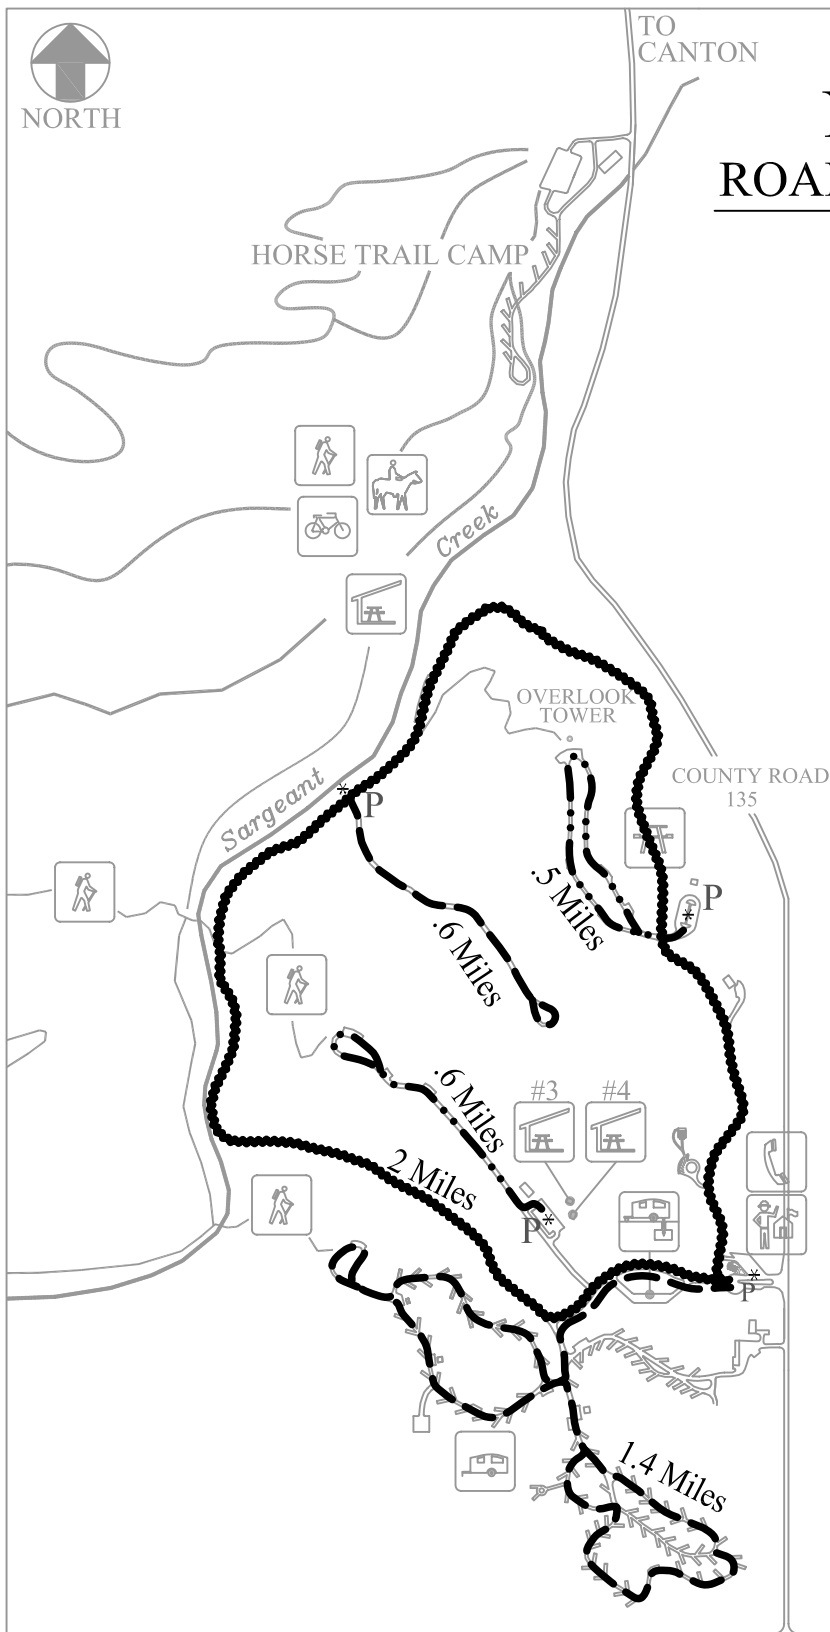 TO
CANTON
NORTH
ROA
HORSE TRAIL CAMP
Creek
OVERLOOK
TOWER
COUNTY ROAD
135
Sargeant
P
.5 Miles
P
.6 Miles
.6 Miles
#3
#4
2 Miles
P
P
1.4 Miles